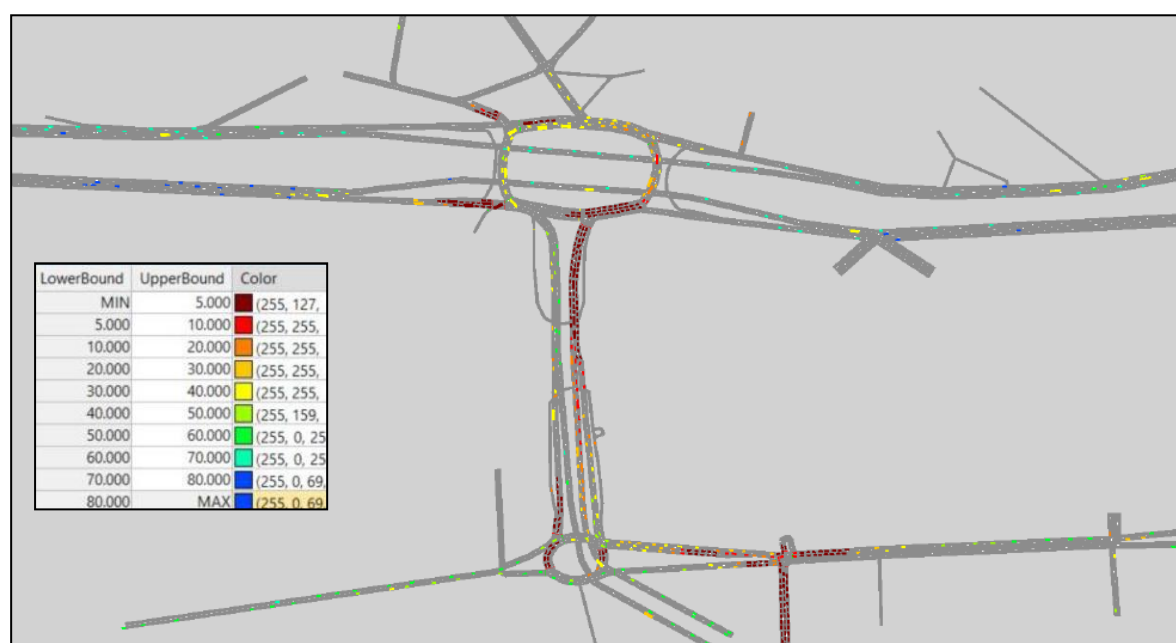 LowerBound UpperBound Color
MIN 5.000 (255, 127,
5.000 10.000 (255, 255,
10.000 20.000 (255, 255,
20.000 30.000 (255, 255,
30.000 40.000 (255, 255,
40.000 50.000 (255, 159,
50.000 60.000 (255, 0, 25
60.000 70.000 (255, 0, 25
70.000 80.000 (255, 0, 69,
80.000 MAX (255, 0, 69,